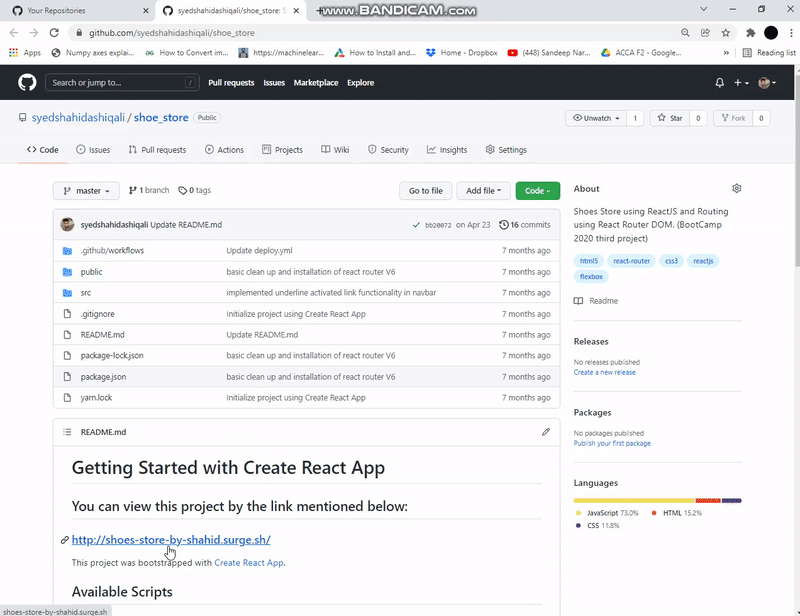 Your Repositories
syedshahidashiqali/shoe_store: S
www.BANDICAM.com
github.com/syedshahidashiqali/shoe_store
Apps
Numpy axes explai...
How to Convert im...
https://machinelear...
How to Install and...
Home - Dropbox
(448) Sandeep Nar...
ACCA F2 - Google...
»
Reading list
Search or jump to...
/
Pull requests
Issues
Marketplace
Explore
syedshahidashiqali / shoe_store
Public
Unwatch
1
Star
0
Fork
0
Code
Issues
Pull requests
Actions
Projects
Wiki
Security
Insights
Settings
master
1 branch
0 tags
Go to file
Add file
Code
syedshahidashiqali Update README.md
bb28072 on Apr 23
16 commits
.github/workflows
Update deploy.yml
7 months ago
public
basic clean up and installation of react router V6
7 months ago
src
implemented underline activated link functionality in navbar
7 months ago
.gitignore
Initialize project using Create React App
7 months ago
README.md
Update README.md
7 months ago
package-lock.json
basic clean up and installation of react router V6
7 months ago
package.json
basic clean up and installation of react router V6
7 months ago
yarn.lock
Initialize project using Create React App
7 months ago
README.md
Getting Started with Create React App
You can view this project by the link mentioned below:
http://shoes-store-by-shahid.surge.sh/
This project was bootstrapped with Create React App.
Available Scripts
About
Shoes Store using ReactJS and Routing
using React Router DOM. (BootCamp
2020 third project)
html5
react-router
css3
reactjs
flexbox
Readme
Releases
No releases published
Create a new release
Packages
No packages published
Publish your first package
Languages
JavaScript 73.0%
HTML 15.2%
CSS 11.8%
shoes-store-by-shahid.surge.sh